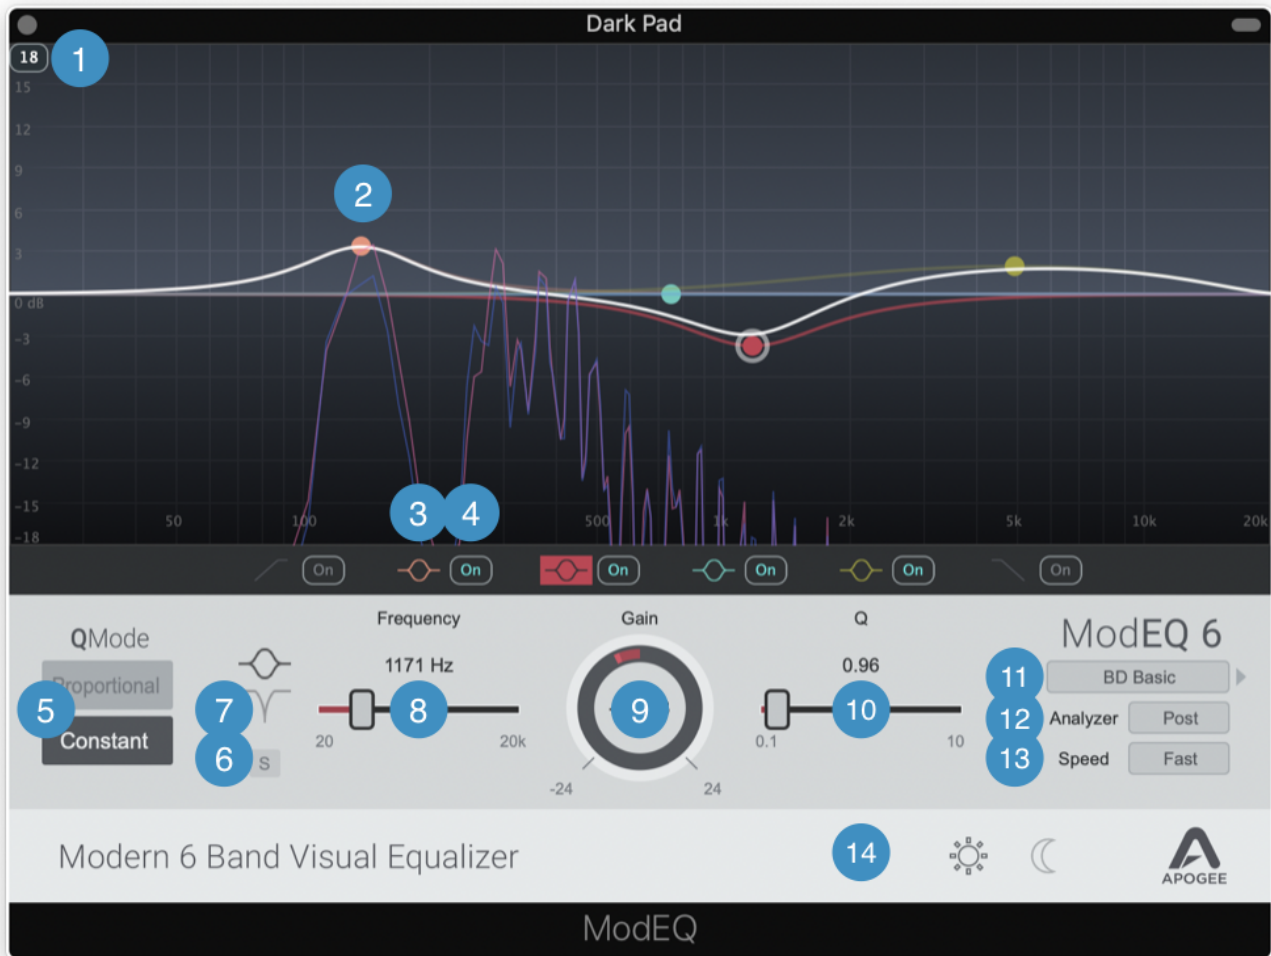 Dark Pad
18 1
15
12
9
2
6
3
0 dB
-3
-6
-9
-12
-15
3 4
50 100 500 1k 2k 5k 10k 20k
-18
On On On On On On
QMode
Frequency Gain Q
ModEQ 6
Proportional
1171 Hz 0.96
11 BD Basic
5 7 8 9 10
12 Analyzer Post
Constant
20 20k 0.1 10
6 S
13 Speed Fast
-24 24
Modern 6 Band Visual Equalizer
14
APOGEE
ModEQ